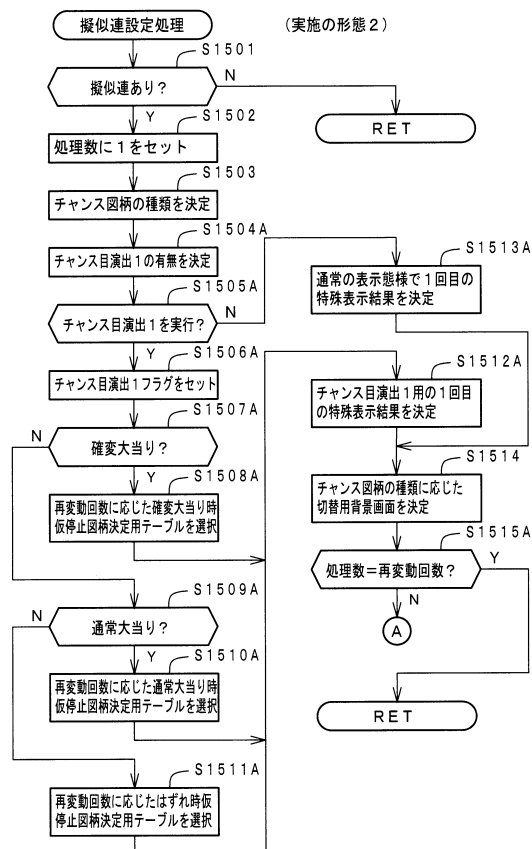 擬似連設定処理
(実施の形態2)
S1501
擬似連あり?
N
RET
Y
S1502
処理数に1をセット
S1503
チャンス図柄の種類を決定
S1504A
チャンス目演出1の有無を決定
S1505A
チャンス目演出1を実行?
N
S1513A
通常の表示態様で1回目の
特殊表示結果を決定
Y
S1506A
チャンス目演出1フラグをセット
S1507A
確変大当り?
N
Y
S1508A
再変動回数に応じた確変大当り時
仮停止図柄決定用テーブルを選択
S1509A
通常大当り?
N
Y
S1510A
再変動回数に応じた通常大当り時
仮停止図柄決定用テーブルを選択
S1511A
再変動回数に応じたはずれ時仮
停止図柄決定用テーブルを選択
S1512A
チャンス目演出1用の1回目
の特殊表示結果を決定
S1514
チャンス図柄の種類に応じた
切替用背景画面を決定
S1515A
処理数=再変動回数?
Y
N
A
RET